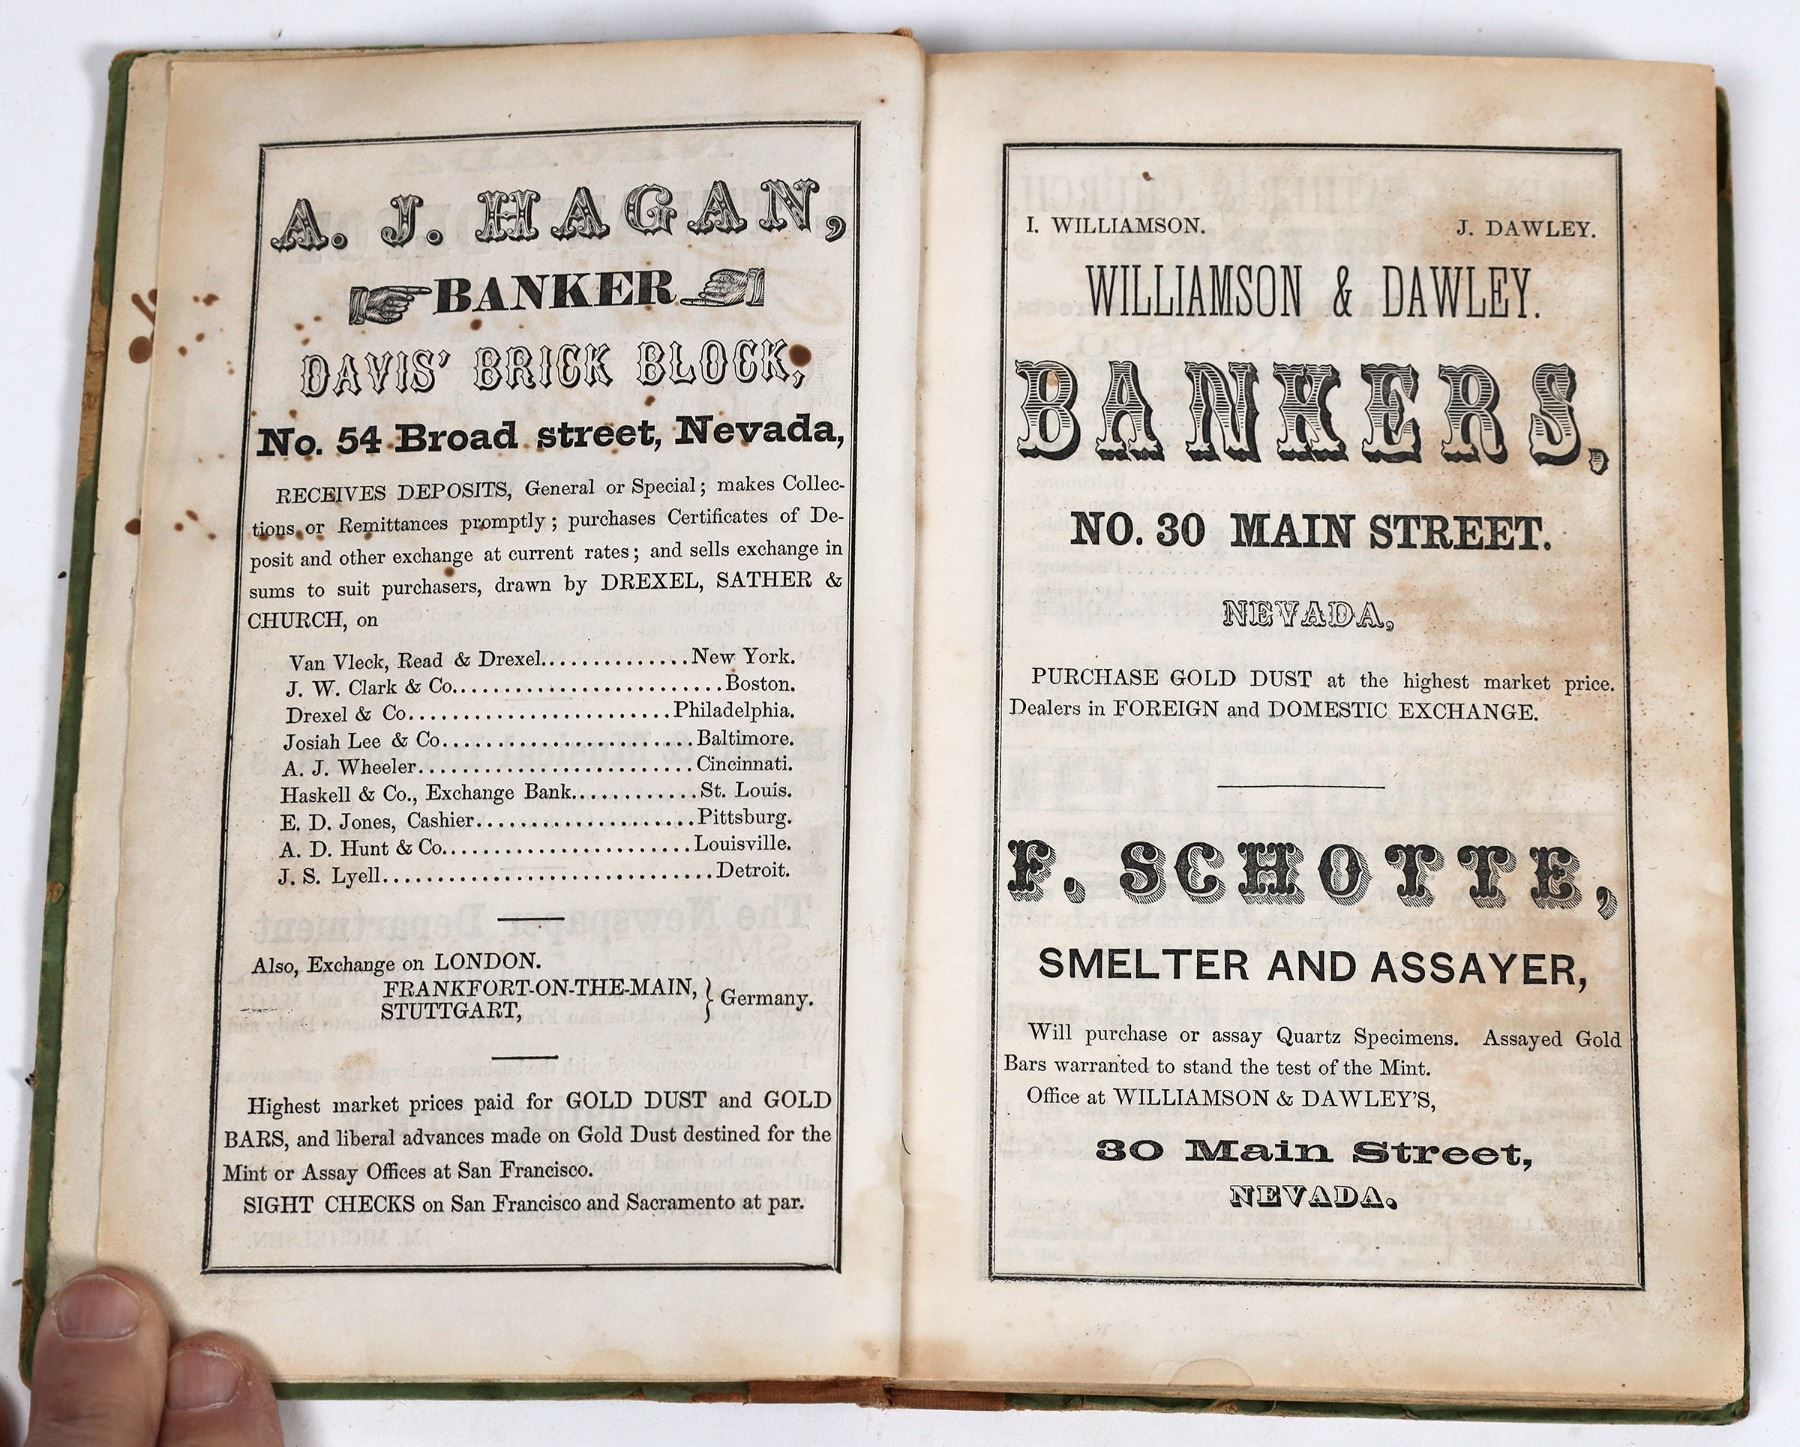 A. J. HAGAN,
BANKER
DAVIS' BRICK BLOCK,
No. 54 Broad street, Nevada,
RECEIVES DEPOSITS, General or Special; makes Collec-
tions or Remittances promptly; purchases Certificates of De-
posit and other exchange at current rates; and sells exchange in
sums to suit purchasers, drawn by DREXEL, SATHER &
CHURCH, on
Van Vleck, Read & Drexel..............New York.
J. W. Clark & Co..........................Boston.
Drexel & Co.........................Philadelphia.
Josiah Lee & Co.........................Baltimore.
A. J. Wheeler...........................Cincinnati.
Haskell & Co., Exchange Bank............St. Louis.
E. D. Jones, Cashier.....................Pittsburg.
A. D. Hunt & Co.........................Louisville.
J. S. Lyell................................Detroit.
Also, Exchange on LONDON.
FRANKFORT-ON-THE-MAIN, } Germany.
STUTTGART,
Highest market prices paid for GOLD DUST and GOLD
BARS, and liberal advances made on Gold Dust destined for the
Mint or Assay Offices at San Francisco.
SIGHT CHECKS on San Francisco and Sacramento at par.
I. WILLIAMSON. J. DAWLEY.
WILLIAMSON & DAWLEY.
BANKERS,
NO. 30 MAIN STREET.
NEVADA,
PURCHASE GOLD DUST at the highest market price.
Dealers in FOREIGN and DOMESTIC EXCHANGE.
F. SCHOTTE,
SMELTER AND ASSAYER,
Will purchase or assay Quartz Specimens. Assayed Gold
Bars warranted to stand the test of the Mint.
Office at WILLIAMSON & DAWLEY'S,
30 Main Street,
NEVADA.